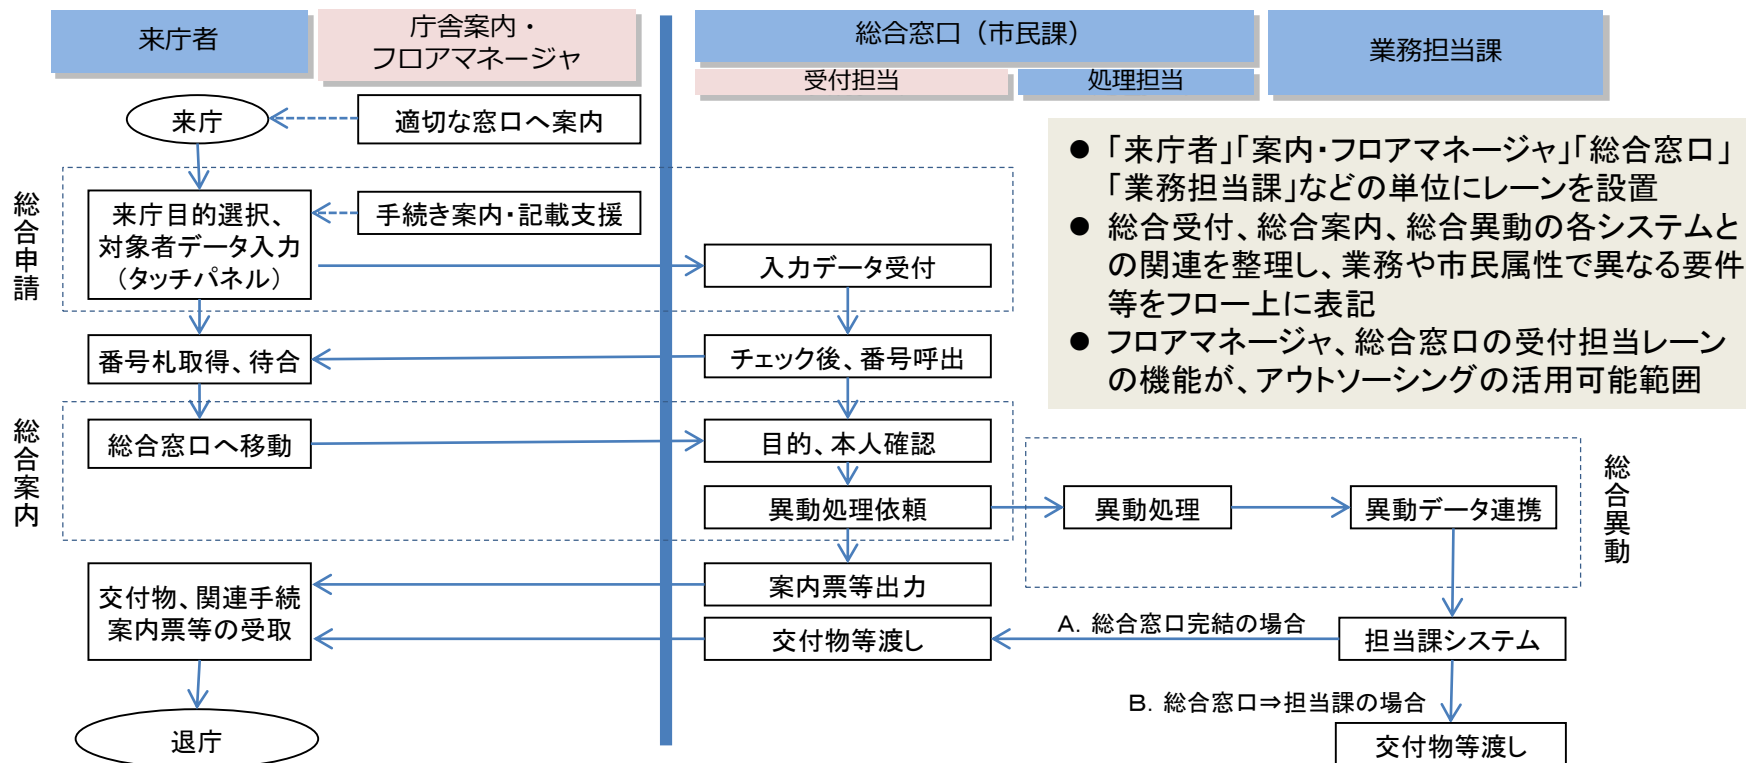 来庁者
庁舎案内・
フロアマネージャ
総合窓口（市民課）
業務担当課
受付担当
処理担当
来庁
適切な窓口へ案内
●「来庁者」「案内・フロアマネージャ」「総合窓口」
「業務担当課」などの単位にレーンを設置
● 総合受付、総合案内、総合異動の各システムと
の関連を整理し、業務や市民属性で異なる要件
等をフロー上に表記
● フロアマネージャ、総合窓口の受付担当レーン
の機能が、アウトソーシングの活用可能範囲
総合申請
来庁目的選択、
対象者データ入力
（タッチパネル）
手続き案内・記載支援
入力データ受付
番号札取得、待合
チェック後、番号呼出
総合案内
総合窓口へ移動
目的、本人確認
異動処理依頼
異動処理
異動データ連携
総合異動
交付物、関連手続
案内票等の受取
案内票等出力
交付物等渡し
A．総合窓口完結の場合
担当課システム
B．総合窓口⇒担当課の場合
退庁
交付物等渡し